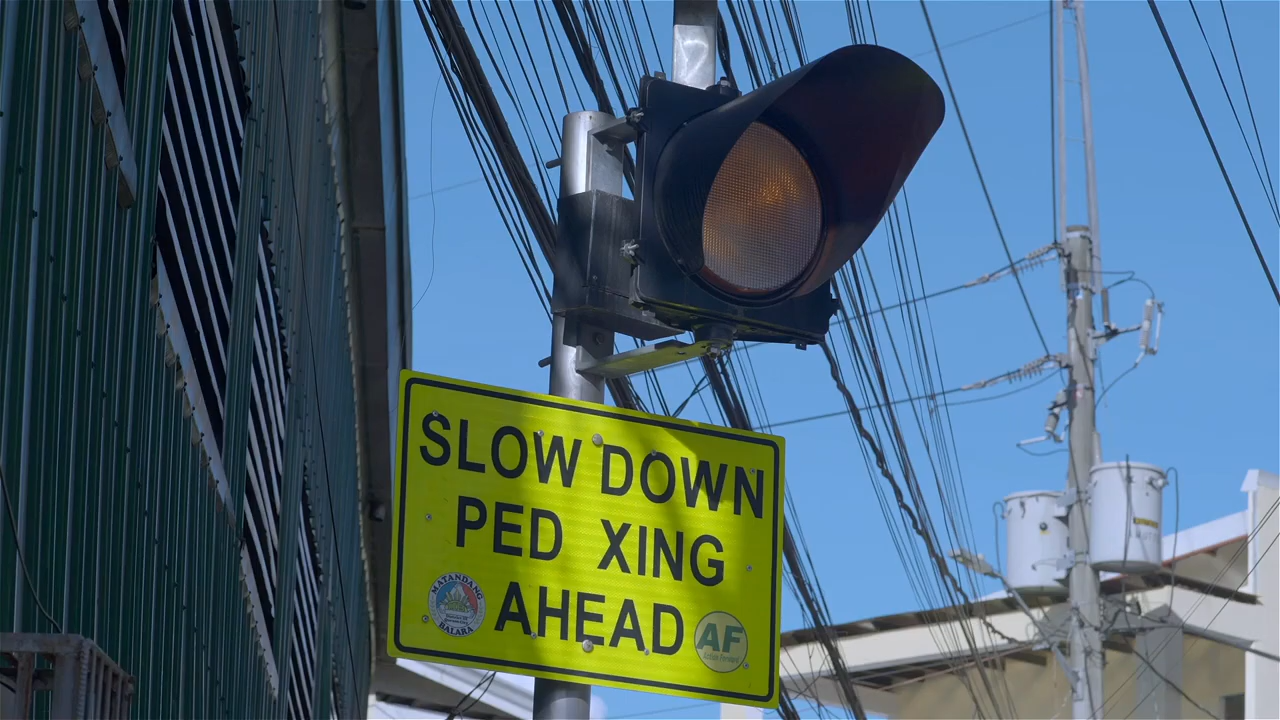 SLOW DOWN
PED XING
AHEAD
MATANDANG
BALARA
AF